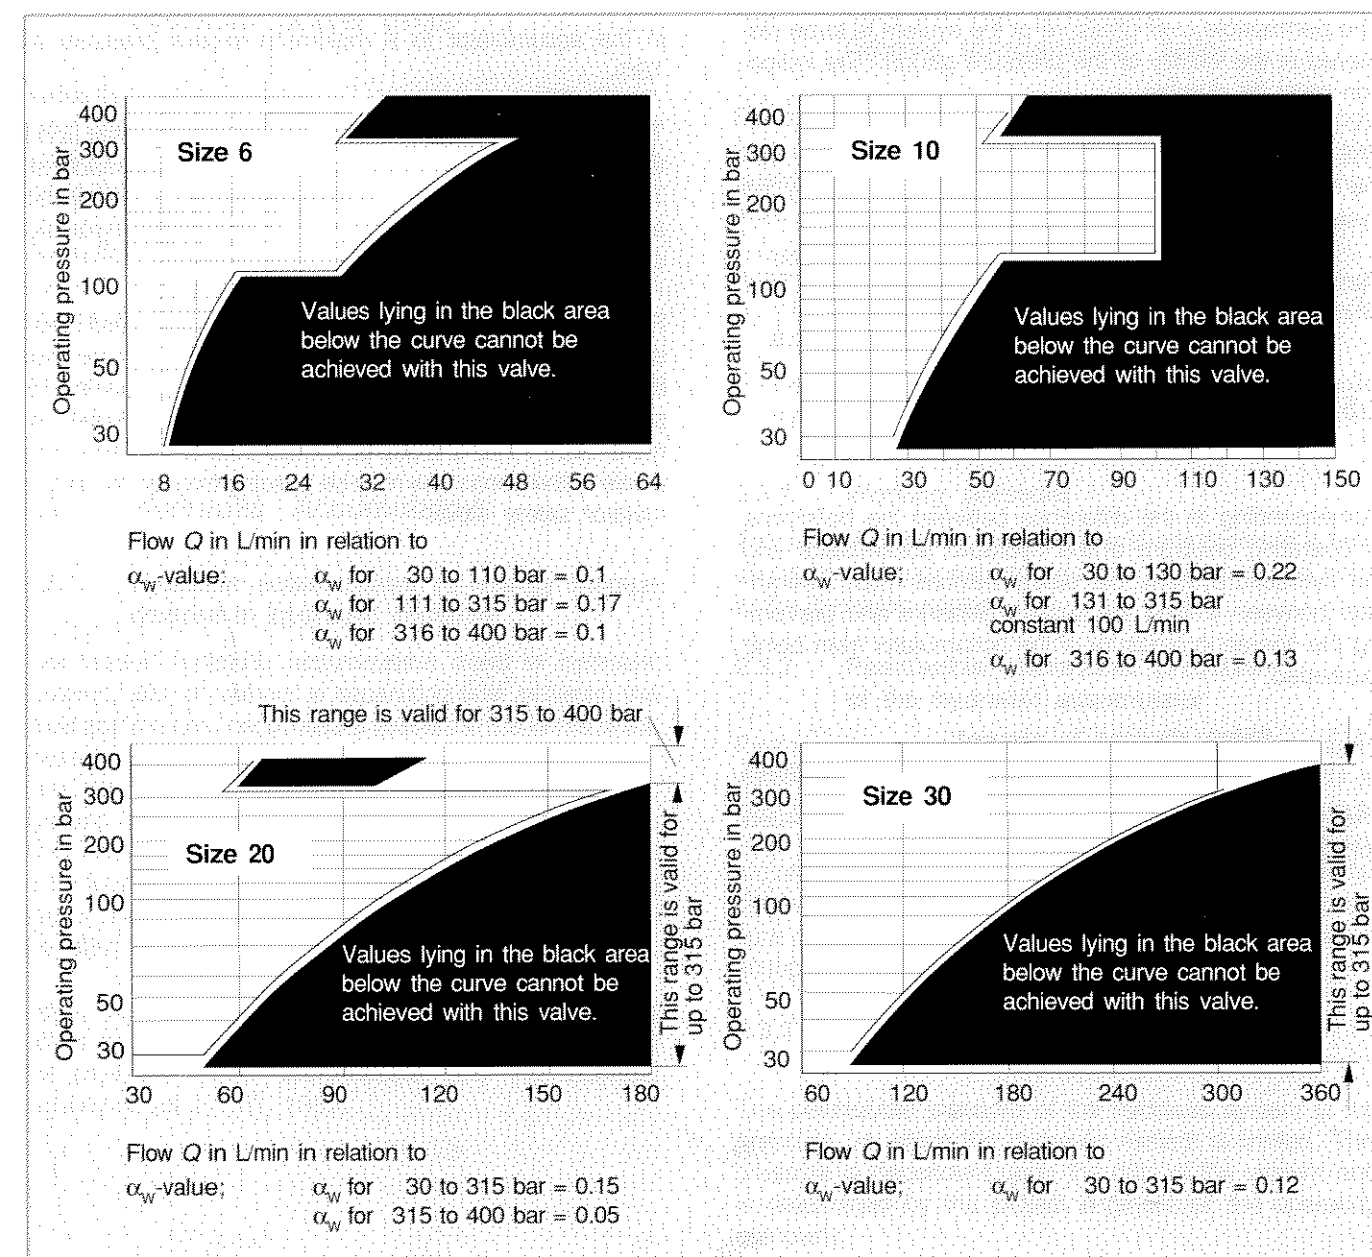 Operating pressure in bar
400
300
200
100
50
30
Size 6
Values lying in the black area
below the curve cannot be
achieved with this valve.
8 16 24 32 40 48 56 64
Flow Q in L/min in relation to
αw-value: αw for 30 to 110 bar = 0.1
αw for 111 to 315 bar = 0.17
αw for 316 to 400 bar = 0.1
Operating pressure in bar
400
300
200
100
50
30
Size 10
Values lying in the black area
below the curve cannot be
achieved with this valve.
0 10 30 50 70 90 110 130 150
Flow Q in L/min in relation to
αw-value: αw for 30 to 130 bar = 0.22
αw for 131 to 315 bar
constant 100 L/min
αw for 316 to 400 bar = 0.13
This range is valid for 315 to 400 bar
Operating pressure in bar
400
300
200
100
50
30
Size 20
Values lying in the black area
below the curve cannot be
achieved with this valve.
This range is valid for
up to 315 bar
30 60 90 120 150 180
Flow Q in L/min in relation to
αw-value: αw for 30 to 315 bar = 0.15
αw for 315 to 400 bar = 0.05
Operating pressure in bar
400
300
200
100
50
30
Size 30
Values lying in the black area
below the curve cannot be
achieved with this valve.
This range is valid for
up to 315 bar
60 120 180 240 300 360
Flow Q in L/min in relation to
αw-value: αw for 30 to 315 bar = 0.12